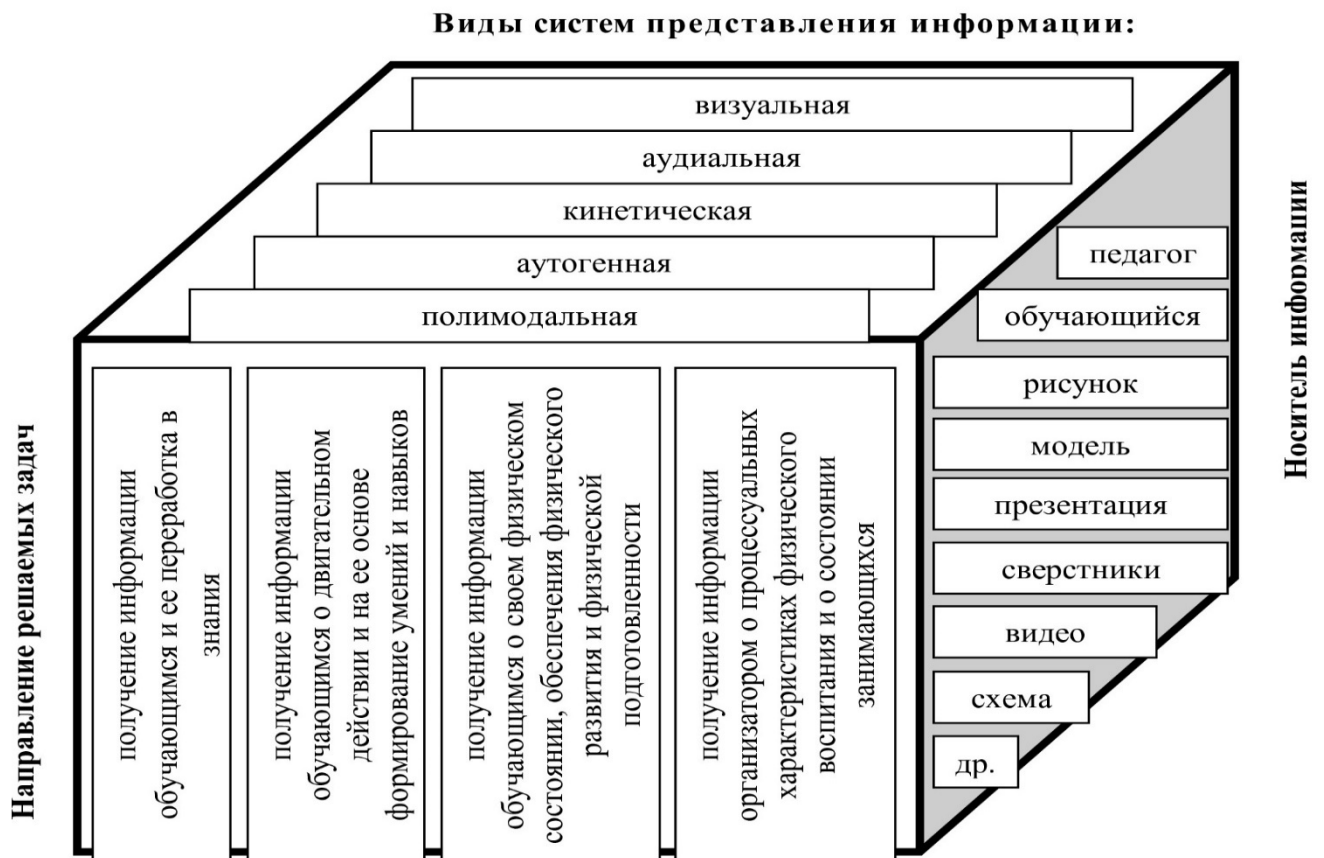 Виды систем представления информации:
визуальная
аудиальная
кинетическая
аутогенная
полимодальная
Направление решаемых задач
получение информации
обучающимся и ее переработка в
знания
получение информации
обучающимся о двигательном
действии и на ее основе
формирование умений и навыков
получение информации
обучающимся о своем физическом
состоянии, обеспечения физического
развития и физической
подготовленности
получение информации
организатором о процессуальных
характеристиках физического
воспитания и о состоянии
занимающихся
педагог
обучающийся
рисунок
модель
презентация
сверстники
видео
схема
др.
Носитель информации